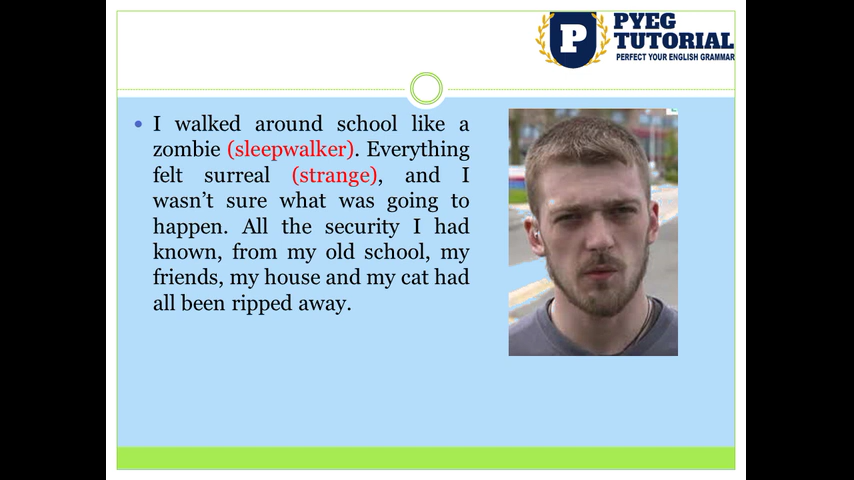 P
PYEG
TUTORIAL
PERFECT YOUR ENGLISH GRAMMAR
• I walked around school like a
zombie (sleepwalker). Everything
felt surreal (strange), and I
wasn't sure what was going to
happen. All the security I had
known, from my old school, my
friends, my house and my cat had
all been ripped away.